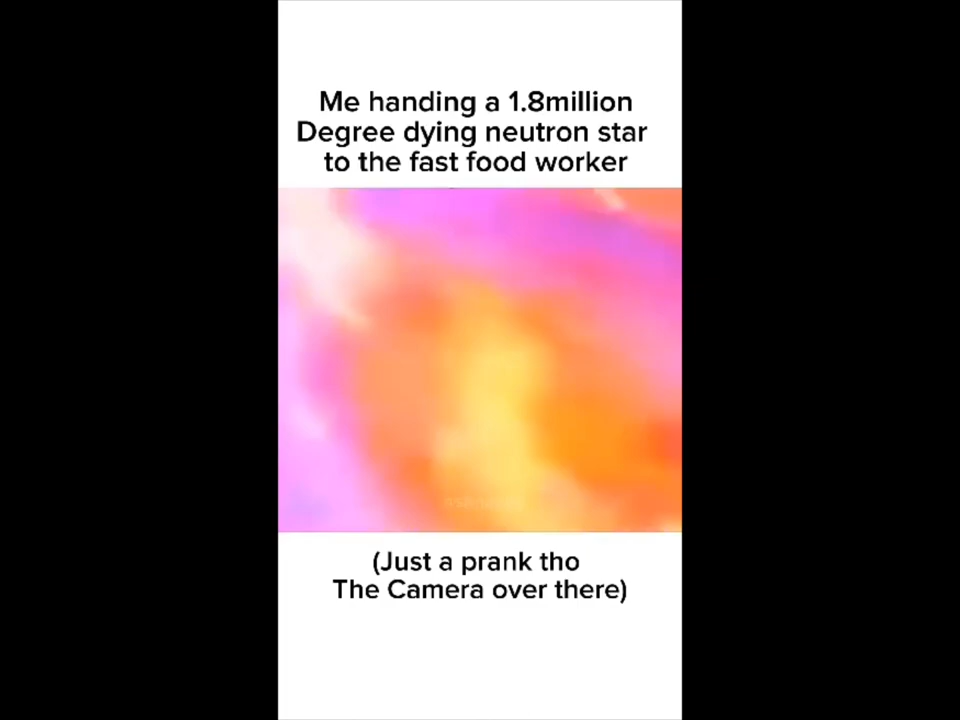 Me handing a 1.8million
Degree dying neutron star
to the fast food worker
(Just a prank tho
The Camera over there)